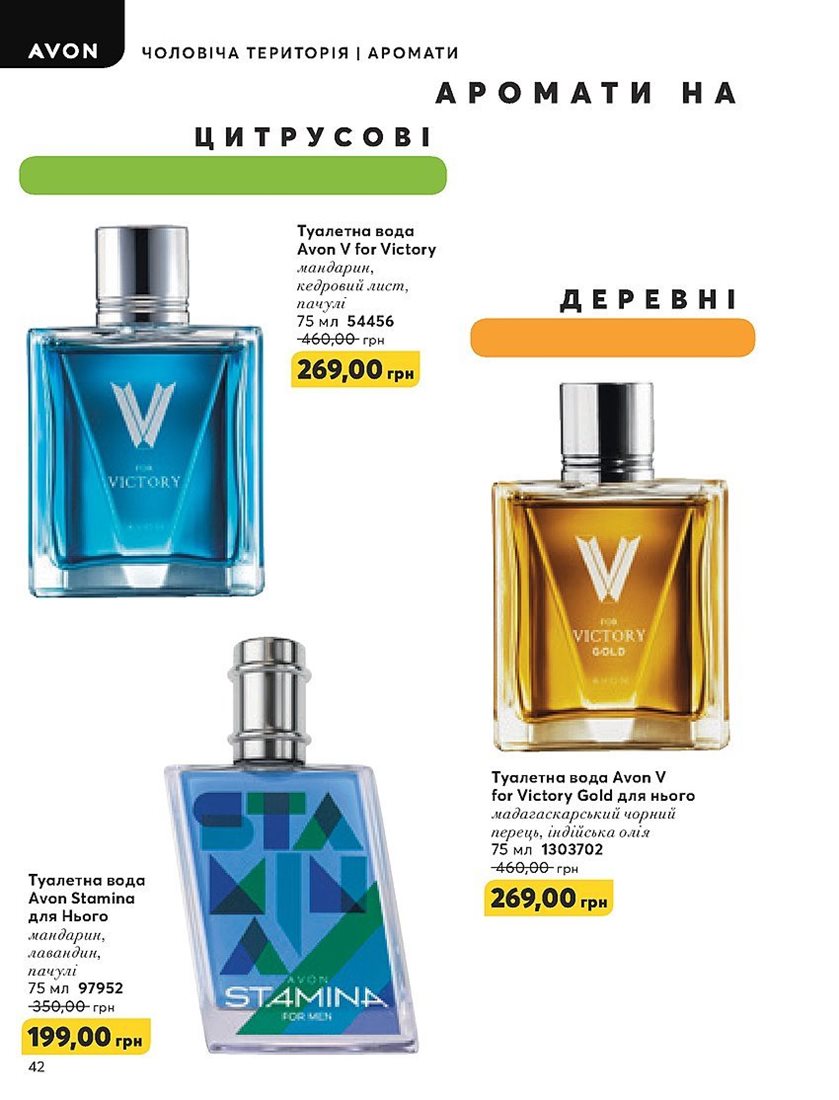 AVON
ЧОЛОВІЧА ТЕРИТОРІЯ | АРОМАТИ
АРОМАТИ НА
ЦИТРУСОВІ
Туалетна вода
Avon V for Victory
мандарин,
кедровий лист,
пачулі
75 мл 54456
460,00 грн
269,00 грн
V
FOR
VICTORY
AVON
ДЕРЕВНІ
V
FOR
VICTORY
GOLD
AVON
Туалетна вода Avon V
for Victory Gold для нього
мадагаскарський чорний
перець, індійська олія
75 мл 1303702
460,00 грн
269,00 грн
STAMINA
AVON
STAMINA
FOR MEN
Туалетна вода
Avon Stamina
для Нього
мандарин,
лавандин,
пачулі
75 мл 97952
350,00 грн
199,00 грн
42